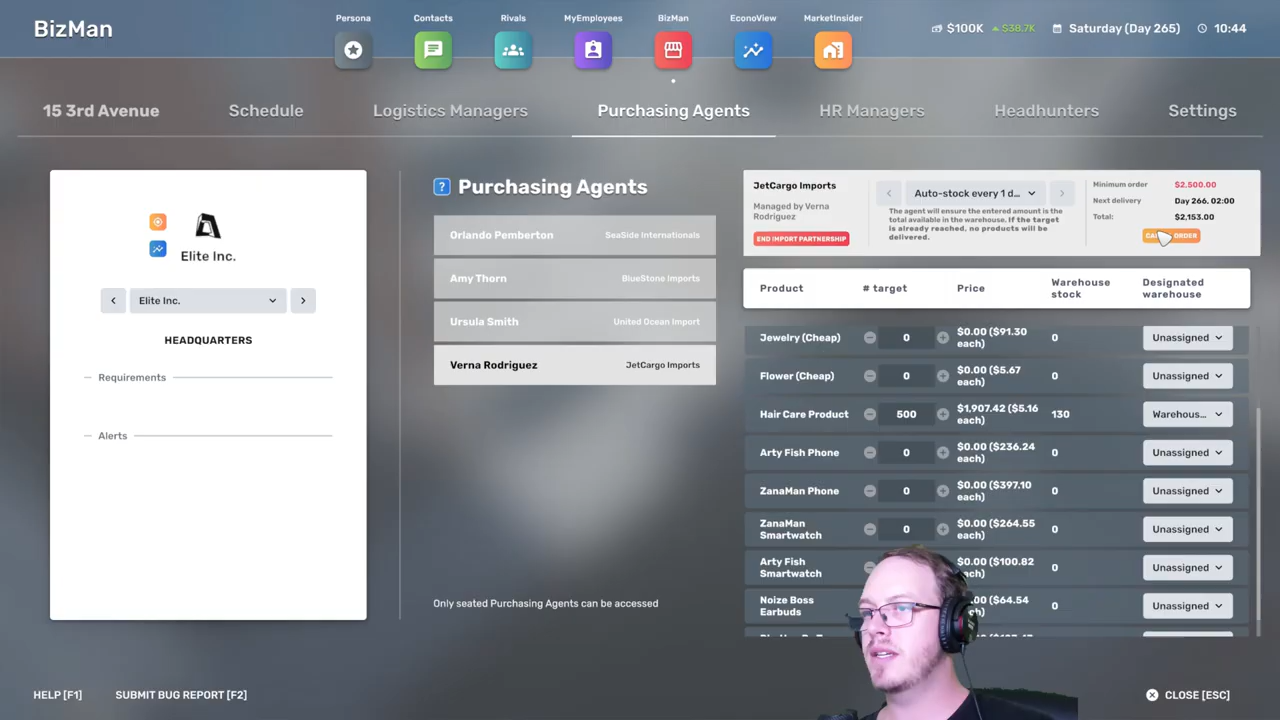 BizMan
Persona
Contacts
Rivals
MyEmployees
BizMan
EconoView
MarketInsider
$100K
$38.7K
Saturday (Day 265)
10:44
15 3rd Avenue
Schedule
Logistics Managers
Purchasing Agents
HR Managers
Headhunters
Settings
Elite Inc.
Elite Inc.
HEADQUARTERS
Requirements
Alerts
? Purchasing Agents
Orlando Pemberton SeaSide Internationals
Amy Thorn BlueStone Imports
Ursula Smith United Ocean Import
Verna Rodriguez JetCargo Imports
Only seated Purchasing Agents can be accessed
JetCargo Imports
Managed by Verna
Rodriguez
END IMPORT PARTNERSHIP
Auto-stock every 1 d...
The agent will ensure the entered amount is the
total available in the warehouse. If the target
is already reached, no products will be
delivered.
Minimum order $2,500.00
Next delivery Day 266, 02:00
Total: $2,153.00
ORDER
Product
# target
Price
Warehouse
stock
Designated
warehouse
Jewelry (Cheap) 0 $0.00 ($91.30
each) 0 Unassigned
Flower (Cheap) 0 $0.00 ($5.67
each) 0 Unassigned
Hair Care Product 500 $1,907.42 ($5.16
each) 130 Warehous...
Arty Fish Phone 0 $0.00 ($236.24
each) 0 Unassigned
ZanaMan Phone 0 $0.00 ($397.10
each) 0 Unassigned
ZanaMan
Smartwatch 0 $0.00 ($264.55
each) 0 Unassigned
Arty Fish
Smartwatch $0.00 ($100.82
each) 0 Unassigned
Noize Boss
Earbuds ($64.54
each) 0 Unassigned
HELP [F1]
SUBMIT BUG REPORT [F2]
CLOSE [ESC]